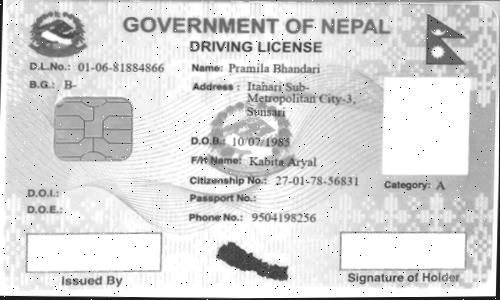 GOVERNMENT OF NEPAL
DRIVING LICENSE
D.L.No.: 01-06-81884866
B.G.: B-
Name: Pramila Bhandari
Address : Itahari Sub-
Metropolitan City-3,
Sunsari
D.O.B.: 10/07/1985
F/H Name: Kabita Aryal
Citizenship No.: 27-01-78-56831
Passport No.:
Phone No.: 9504198256
Category: A
D.O.I.:
D.O.E.:
Issued By
Signature of Holder